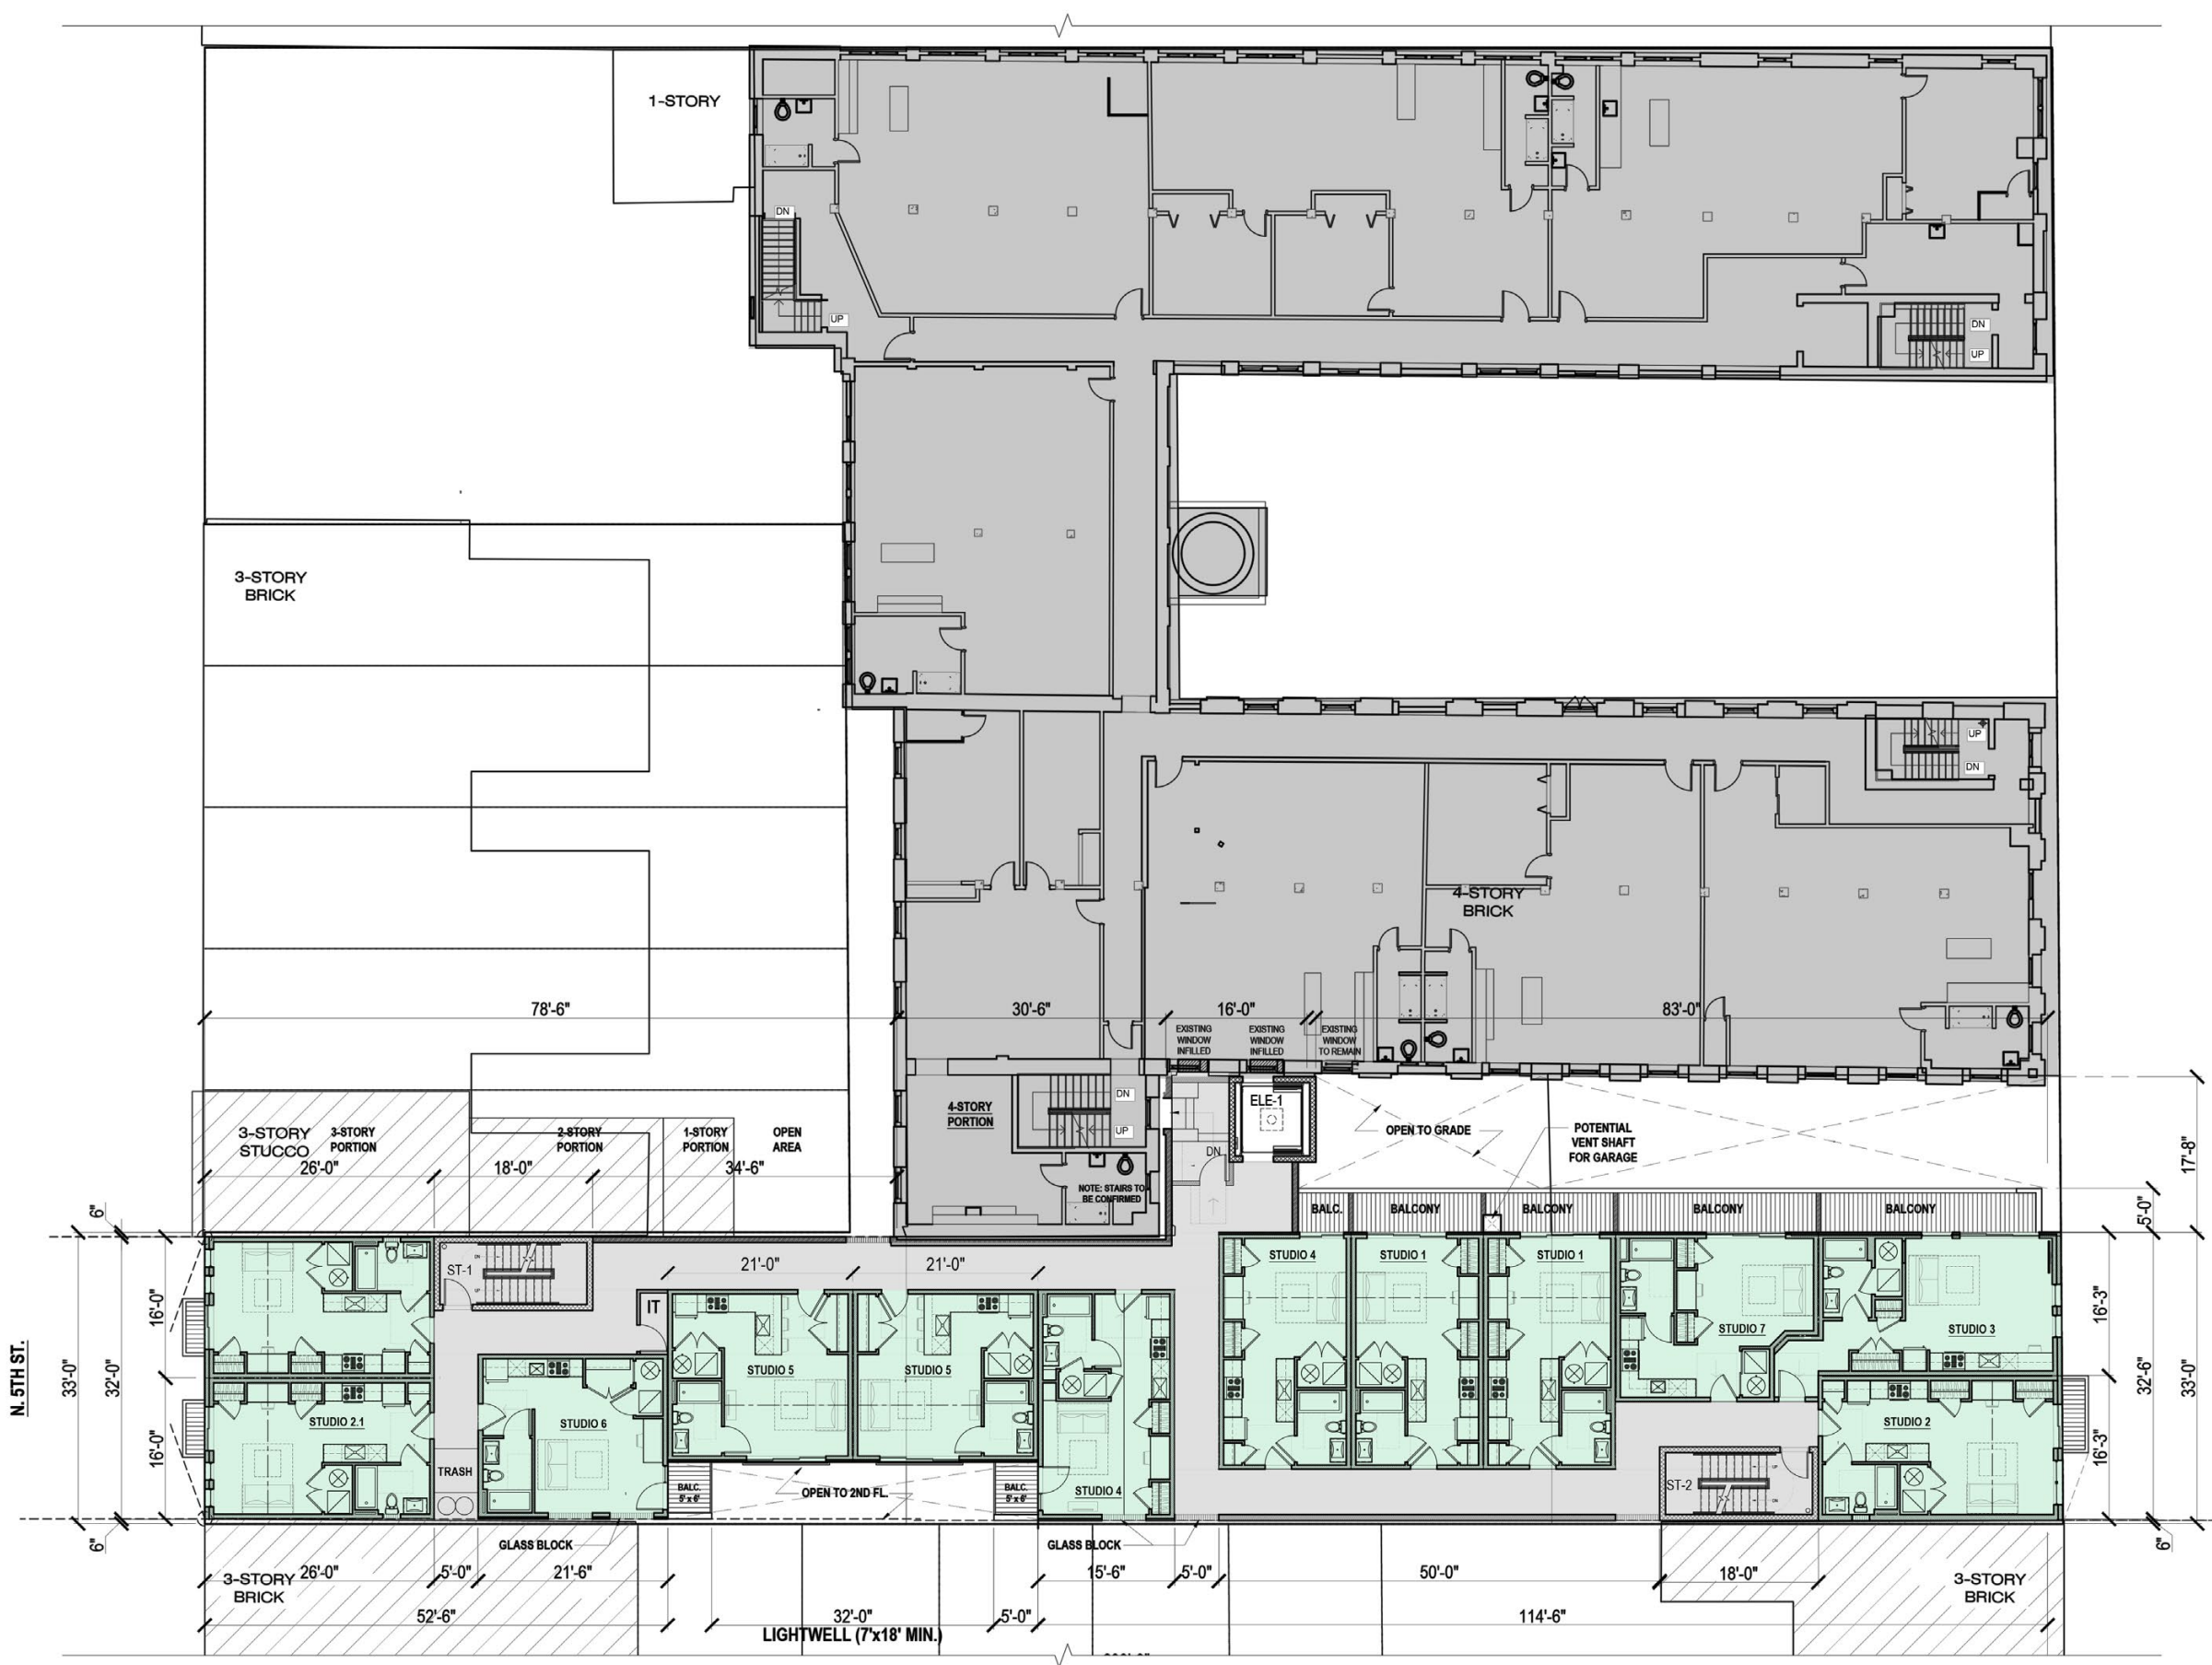 1-STORY
DN
UP
DN
UP
3-STORY
BRICK
UP
DN
4-STORY
BRICK
78'-6"
30'-6"
16'-0"
83'-0"
EXISTING
WINDOW
INFILLED
EXISTING
WINDOW
INFILLED
EXISTING
WINDOW
TO REMAIN
4-STORY
PORTION
DN
UP
ELE-1
DN
OPEN TO GRADE
POTENTIAL
VENT SHAFT
FOR GARAGE
3-STORY
STUCCO
3-STORY
PORTION
2-STORY
PORTION
1-STORY
PORTION
OPEN
AREA
26'-0"
18'-0"
34'-6"
NOTE: STAIRS TO
BE CONFIRMED
17'-8"
5'-0"
BALC.
BALCONY
BALCONY
BALCONY
BALCONY
6"
N. 5TH ST.
33'-0"
32'-0"
16'-0"
16'-0"
6"
ST-1
IT
21'-0"
21'-0"
STUDIO 4
STUDIO 1
STUDIO 1
STUDIO 7
STUDIO 3
STUDIO 5
STUDIO 5
STUDIO 2.1
STUDIO 6
STUDIO 2
TRASH
BALC.
5' x 6'
OPEN TO 2ND FL.
BALC.
5' x 6'
STUDIO 4
ST-2
16'-3"
16'-3"
32'-6"
33'-0"
6"
GLASS BLOCK
GLASS BLOCK
3-STORY
BRICK
26'-0"
5'-0"
21'-6"
15'-6"
5'-0"
50'-0"
18'-0"
3-STORY
BRICK
52'-6"
32'-0"
5'-0"
114'-6"
LIGHTWELL (7'x18' MIN.)